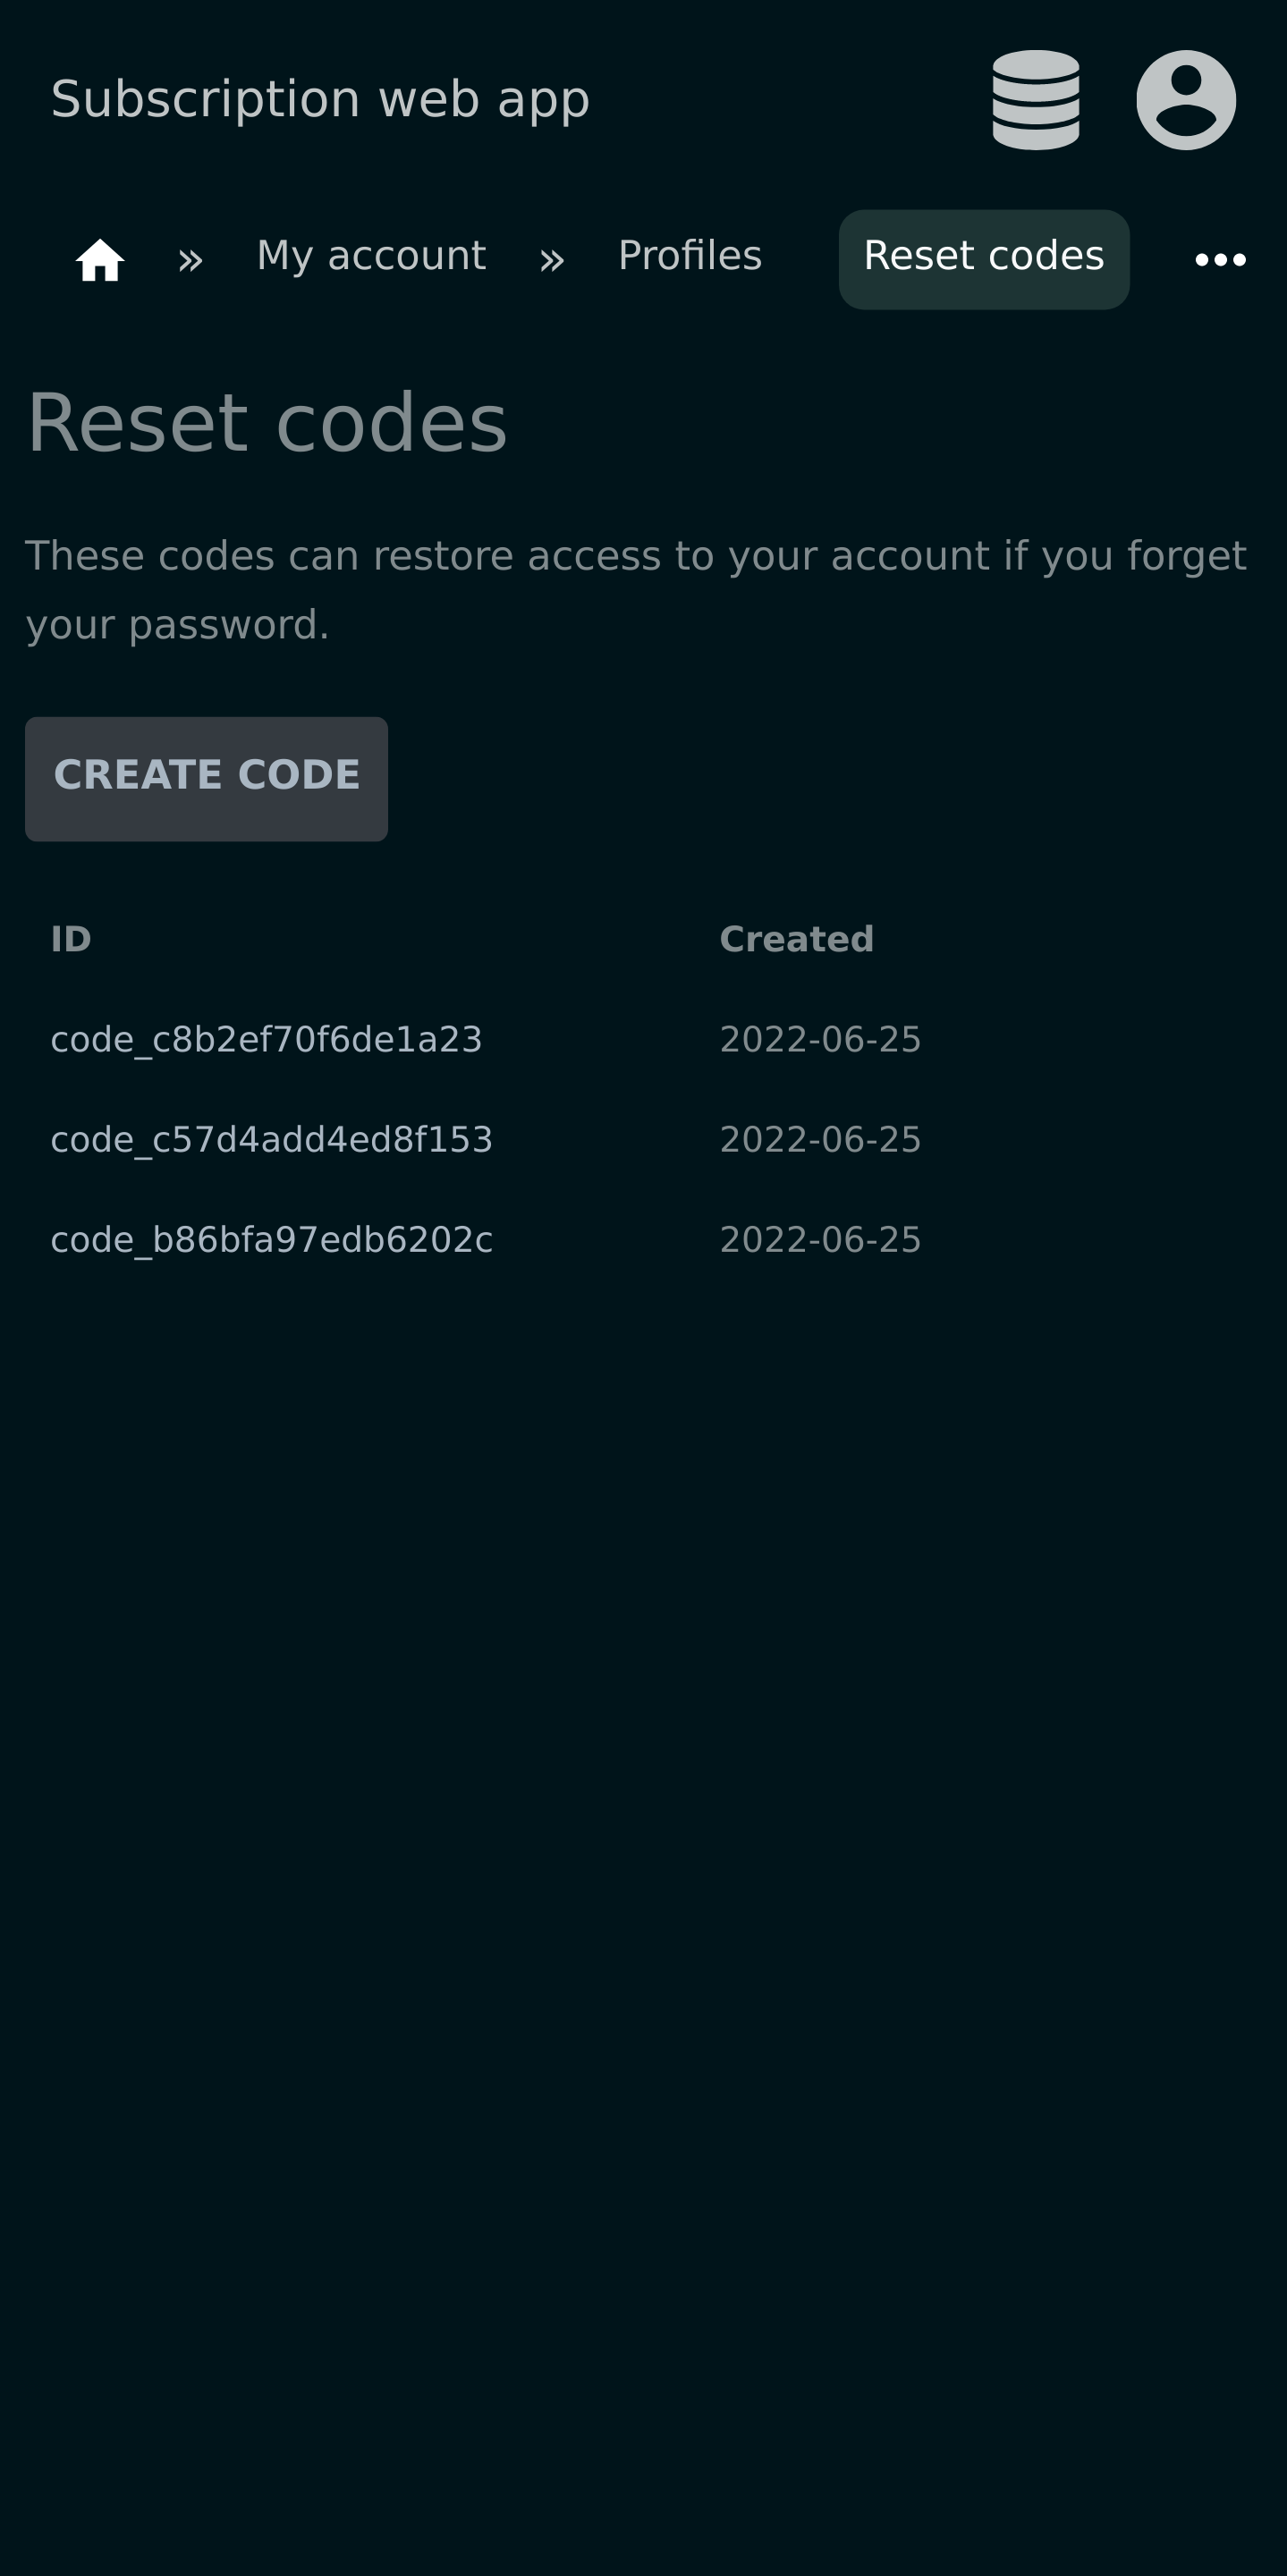 Subscription web app
» My account » Profiles Reset codes
Reset codes
These codes can restore access to your account if you forget
your password.
CREATE CODE
ID Created
code_c8b2ef70f6de1a23 2022-06-25
code_c57d4add4ed8f153 2022-06-25
code_b86bfa97edb6202c 2022-06-25